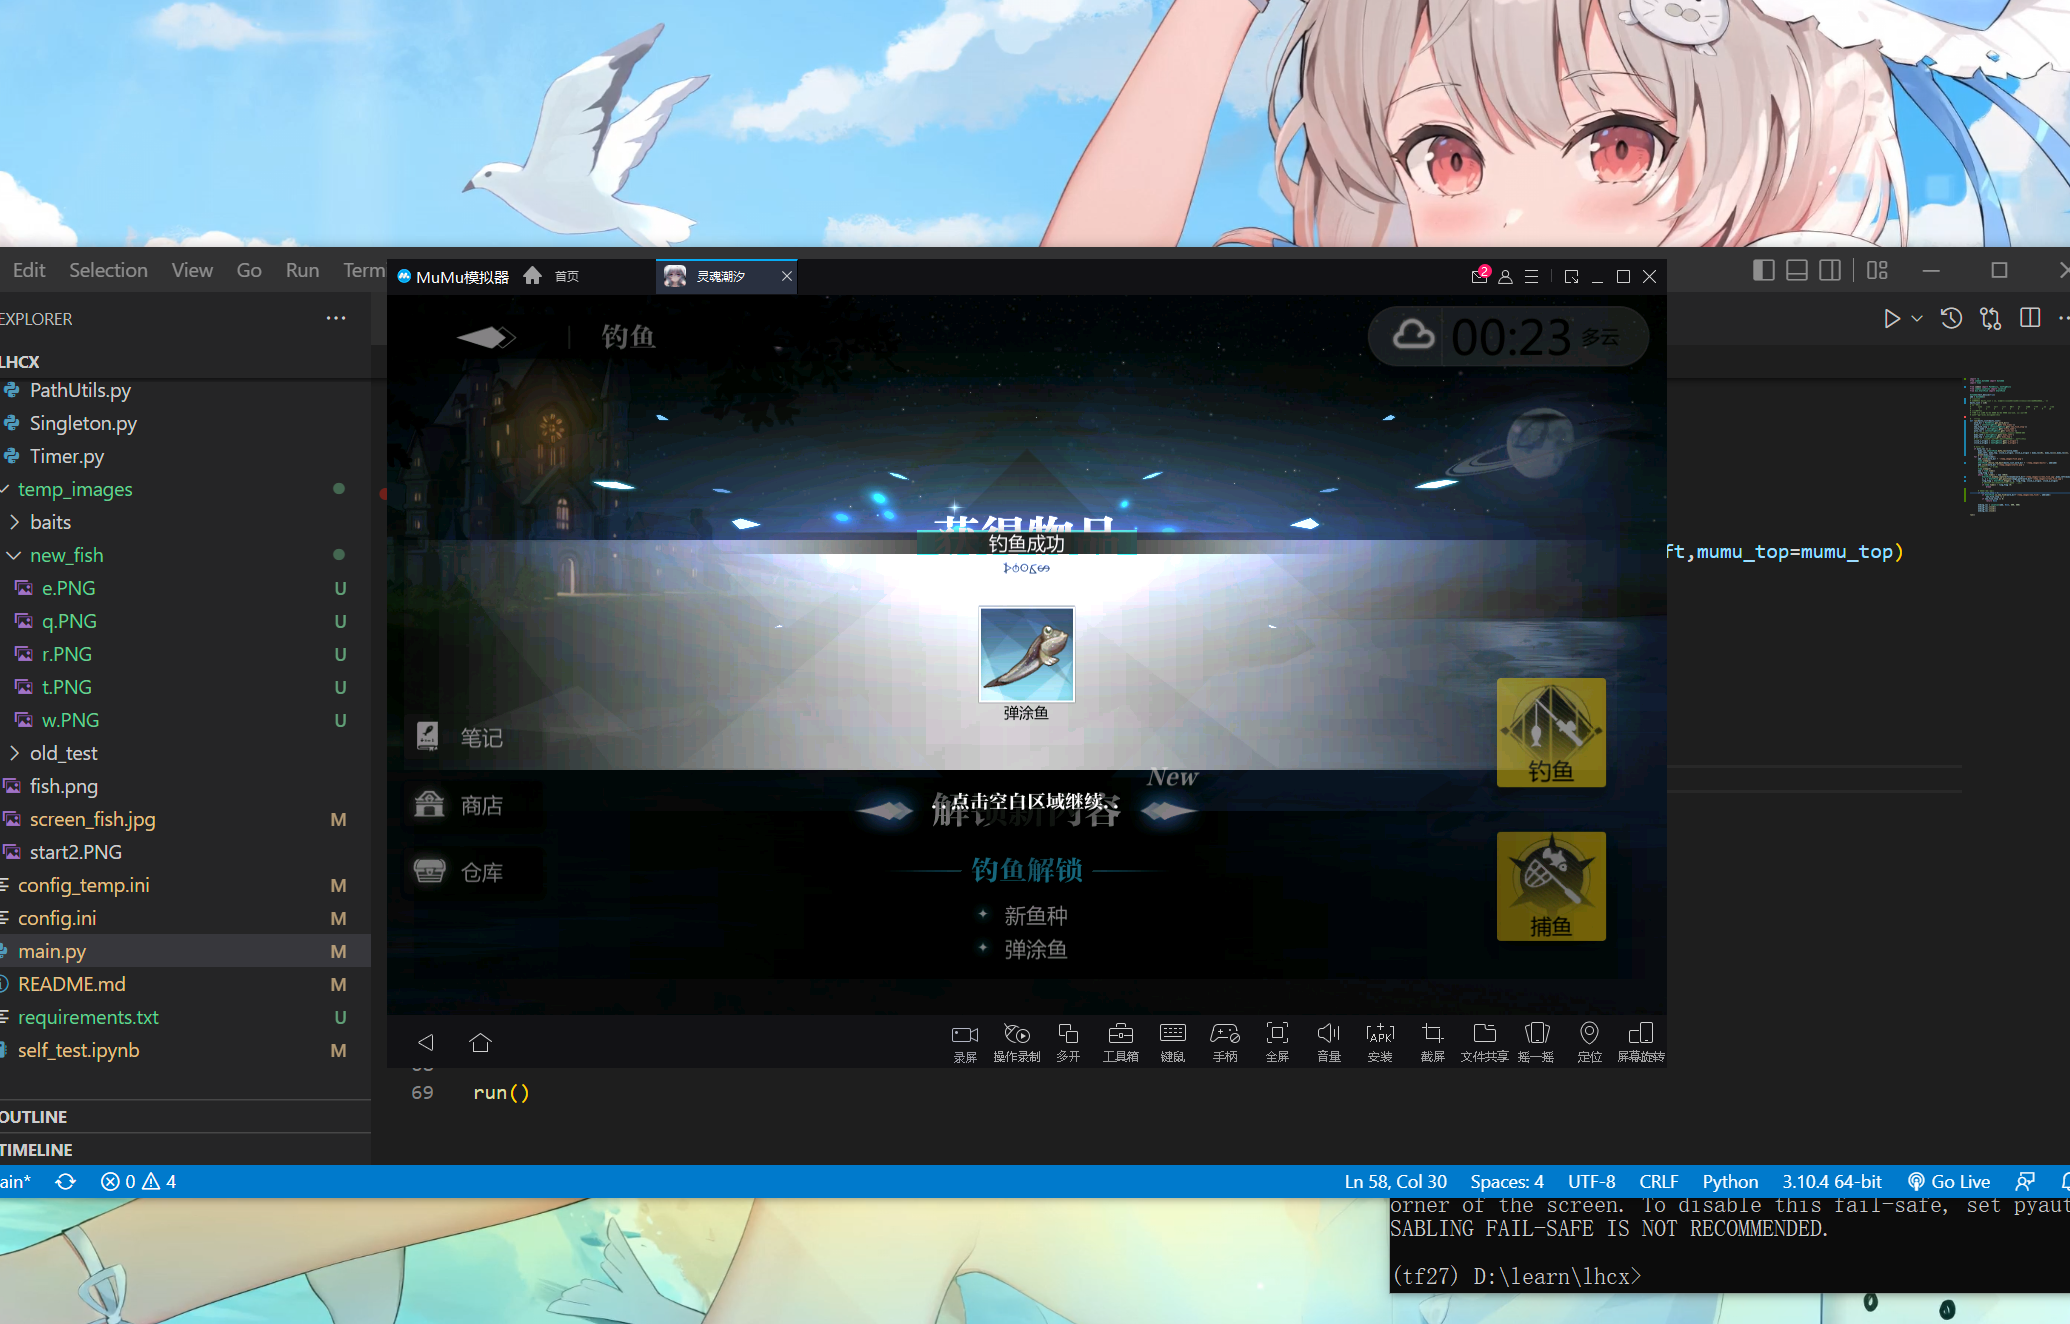 Edit Selection View Go Run Term
MuMu模拟器 首页 灵魂潮汐 2
EXPLORER
LHCX
PathUtils.py
Singleton.py
Timer.py
temp_images
baits
new_fish
e.PNG U
q.PNG U
r.PNG U
t.PNG U
w.PNG U
old_test
fish.png
screen_fish.jpg M
start2.PNG
config_temp.ini M
config.ini M
main.py M
README.md M
requirements.txt U
self_test.ipynb M
OUTLINE
TIMELINE
钓鱼
00:23 多云
获得物品
钓鱼成功
弹涂鱼
笔记
商店
仓库
钓鱼
捕鱼
New
解锁新内容
点击空白区域继续
钓鱼解锁
新鱼种
弹涂鱼
录屏 操作录制 多开 工具箱 键鼠 手柄 全屏 音量 安装 截屏 文件共享 摇一摇 定位 屏幕旋转
APK
ft,mumu_top=mumu_top)
69 run()
ain* 0 4 Ln 58, Col 30 Spaces: 4 UTF-8 CRLF Python 3.10.4 64-bit Go Live
orner of the screen. To disable this fail-safe, set pyaut
SABLING FAIL-SAFE IS NOT RECOMMENDED.
(tf27) D:\learn\lhcx>